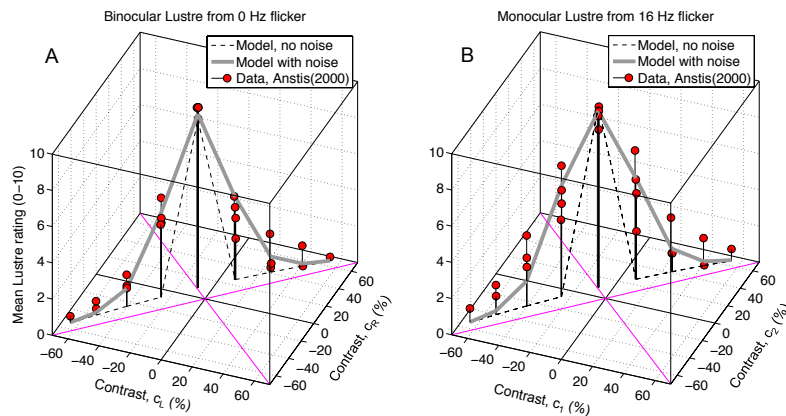 Binocular Lustre from 0 Hz flicker
A
Model, no noise
Model with noise
Data, Anstis(2000)
Mean Lustre rating (0–10)
10
8
6
4
2
0
−60
−40
−20
0
20
40
60
Contrast, cL (%)
60
40
20
0
−20
−40
−60
Contrast, cR (%)
Monocular Lustre from 16 Hz flicker
B
Model, no noise
Model with noise
Data, Anstis(2000)
10
8
6
4
2
0
−60
−40
−20
0
20
40
60
Contrast, c1 (%)
60
40
20
0
−20
−40
−60
Contrast, c2 (%)